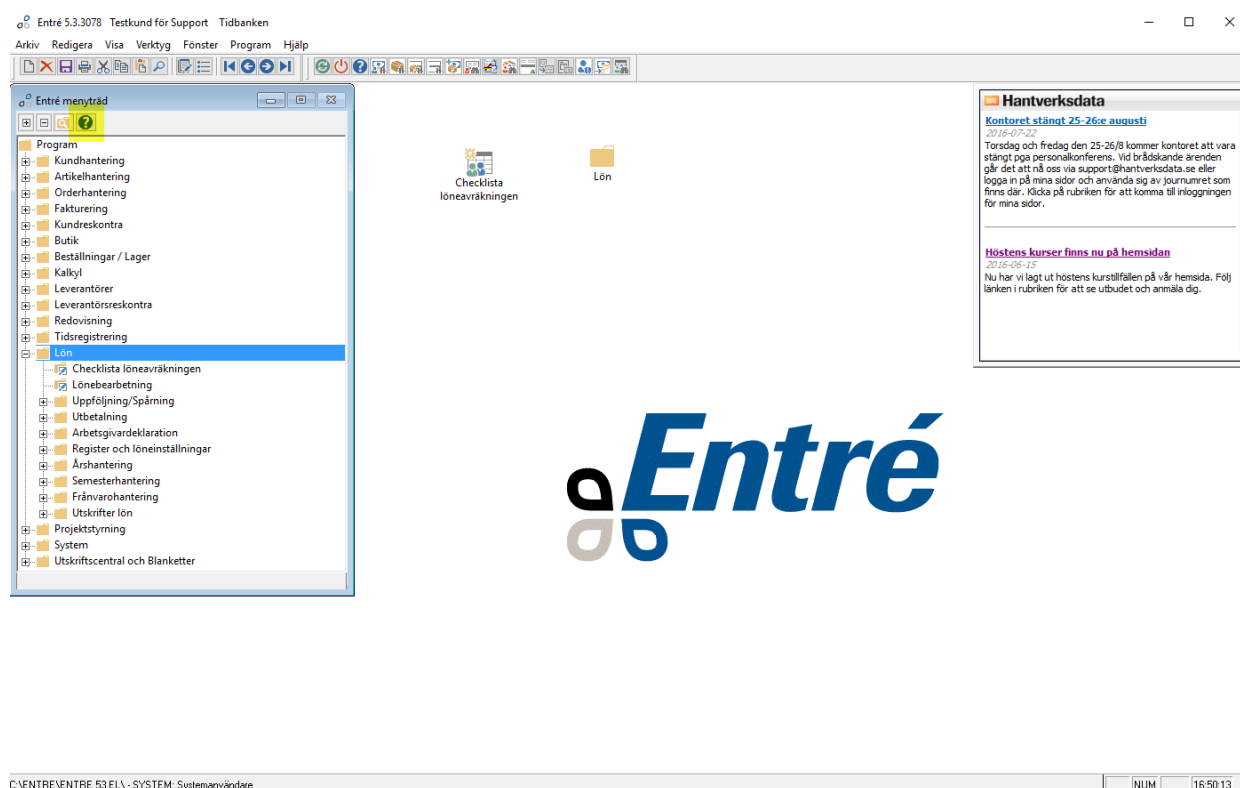 Entré 5.3.3078 Testkund för Support Tidbanken
Arkiv Redigera Visa Verktyg Fönster Program Hjälp
Entré menyträd
Program
Kundhantering
Artikelhantering
Orderhantering
Fakturering
Kundreskontra
Butik
Beställningar / Lager
Kalkyl
Leverantörer
Leverantörsreskontra
Redovisning
Tidsregistrering
Lön
Checklista löneavräkningen
Lönebearbetning
Uppföljning/Spårning
Utbetalning
Arbetsgivardeklaration
Register och löneinställningar
Årshantering
Semesterhantering
Frånvarohantering
Utskrifter lön
Projektstyrning
System
Utskriftscentral och Blanketter
Checklista
löneavräkningen
Lön
Hantverksdata
Kontoret stängt 25-26:e augusti
2016-07-22
Torsdag och fredag den 25-26/8 kommer kontoret att vara
stängt pga personalkonferens. Vid brådskande ärenden
går det att nå oss via support@hantverksdata.se eller
logga in på mina sidor och använda sig av journumret som
finns där. Klicka på rubriken för att komma till inloggningen
för mina sidor.
Höstens kurser finns nu på hemsidan
2016-06-15
Nu har vi lagt ut höstens kurstillfällen på vår hemsida. Följ
länken i rubriken för att se utbudet och anmäla dig.
Entré
C:\ENTRE\ENTRE 53 EL\ - SYSTEM: Systemanvändare
NUM
16:50:13